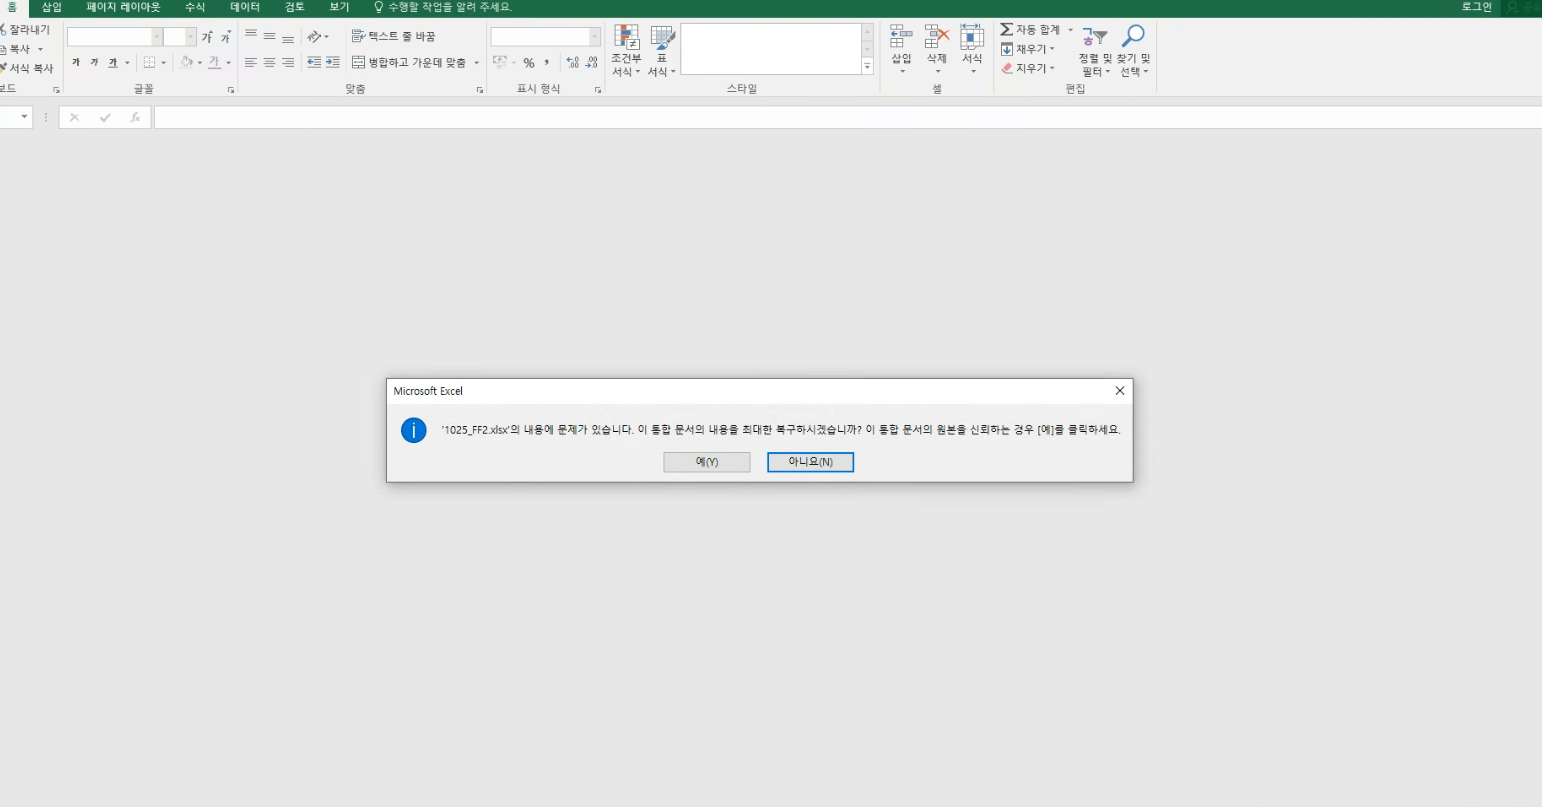 홈 삽입 페이지 레이아웃 수식 데이터 검토 보기 수행할 작업을 알려 주세요. 로그인
잘라내기
복사
서식 복사
보드
가 가
가 가 가 가
글꼴
텍스트 줄 바꿈
병합하고 가운데 맞춤
맞춤
% ,
표시 형식
조건부 서식
표 서식
스타일
삽입 삭제 서식
셀
자동 합계
채우기
지우기
정렬 및 필터
찾기 및 선택
편집
fx
Microsoft Excel
'1025_FF2.xlsx'의 내용에 문제가 있습니다. 이 통합 문서의 내용을 최대한 복구하시겠습니까? 이 통합 문서의 원본을 신뢰하는 경우 [예]를 클릭하세요.
예(Y) 아니요(N)